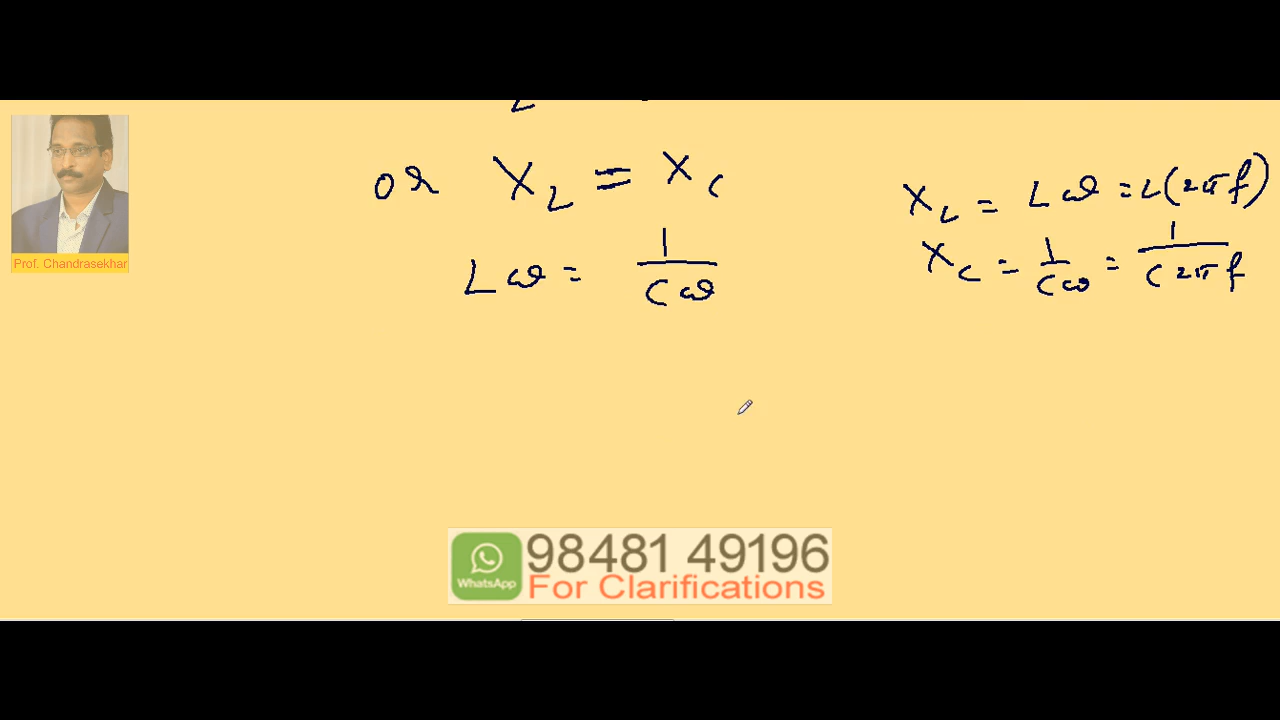 Prof. Chandrasekhar
L
or X_L = X_C
Lω = 1/(Cω)
X_L = Lω = L(2πf)
X_C = 1/(Cω) = 1/(C2πf)
WhatsApp
98481 49196
For Clarifications